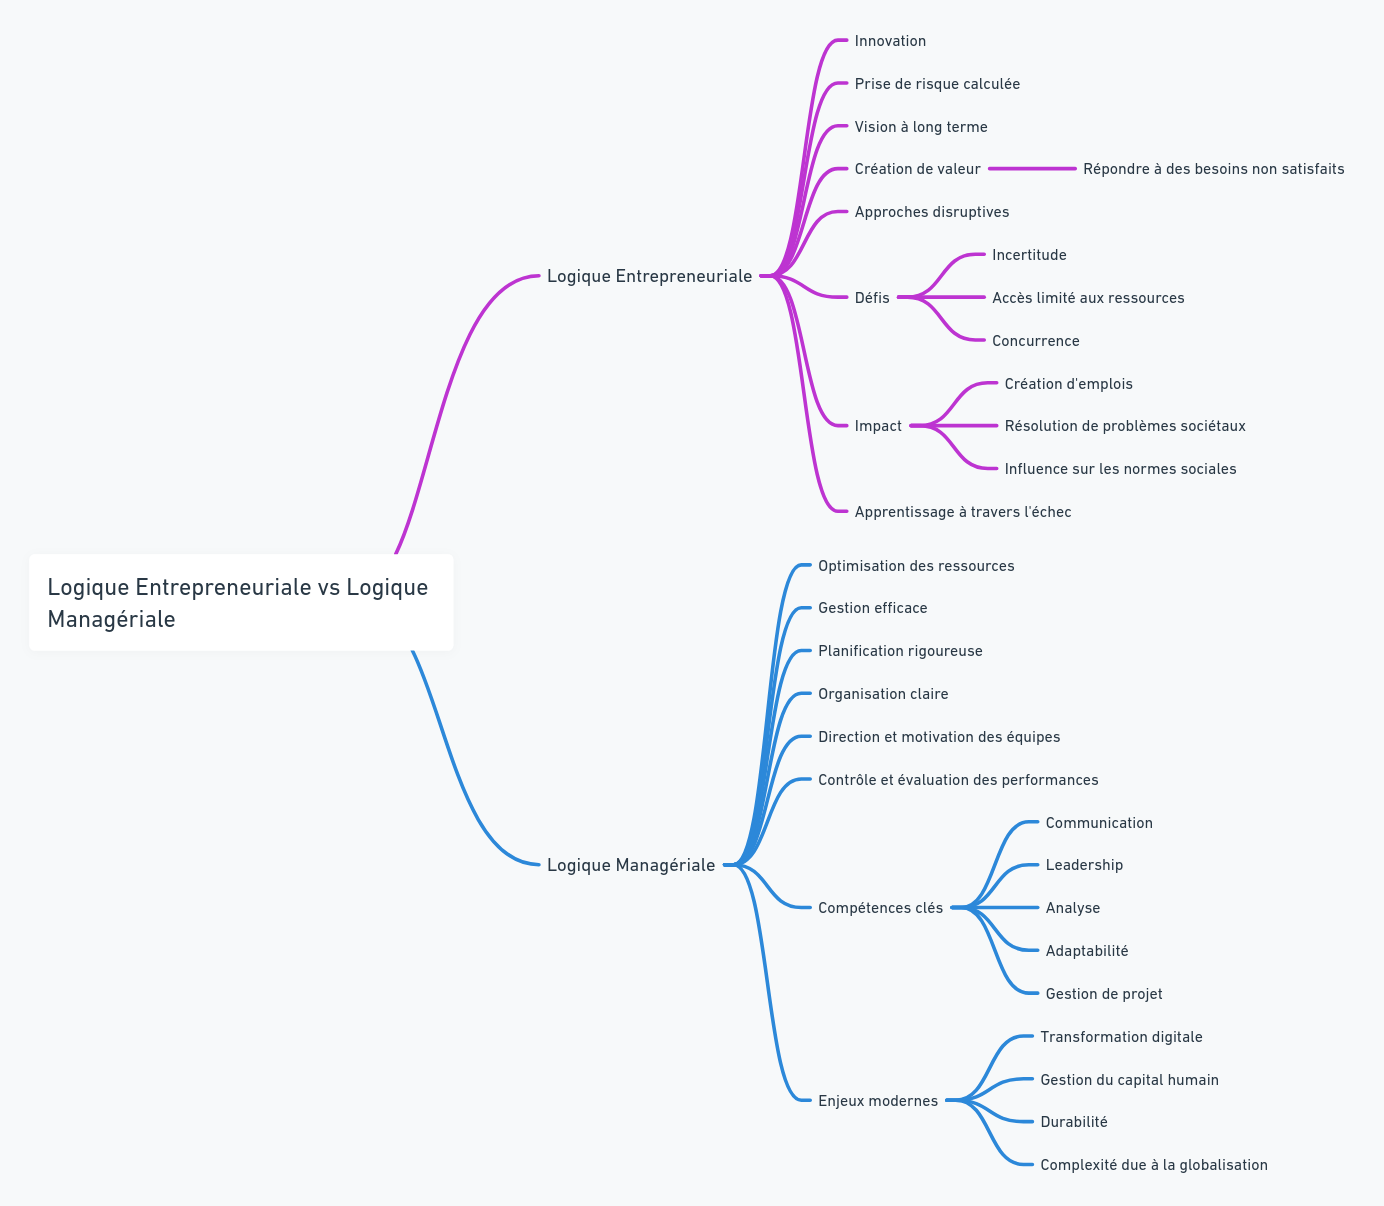 Logique Entrepreneuriale vs Logique
Managériale
Logique Entrepreneuriale
Innovation
Prise de risque calculée
Vision à long terme
Création de valeur
Répondre à des besoins non satisfaits
Approches disruptives
Défis
Incertitude
Accès limité aux ressources
Concurrence
Impact
Création d'emplois
Résolution de problèmes sociétaux
Influence sur les normes sociales
Apprentissage à travers l'échec
Logique Managériale
Optimisation des ressources
Gestion efficace
Planification rigoureuse
Organisation claire
Direction et motivation des équipes
Contrôle et évaluation des performances
Compétences clés
Communication
Leadership
Analyse
Adaptabilité
Gestion de projet
Enjeux modernes
Transformation digitale
Gestion du capital humain
Durabilité
Complexité due à la globalisation